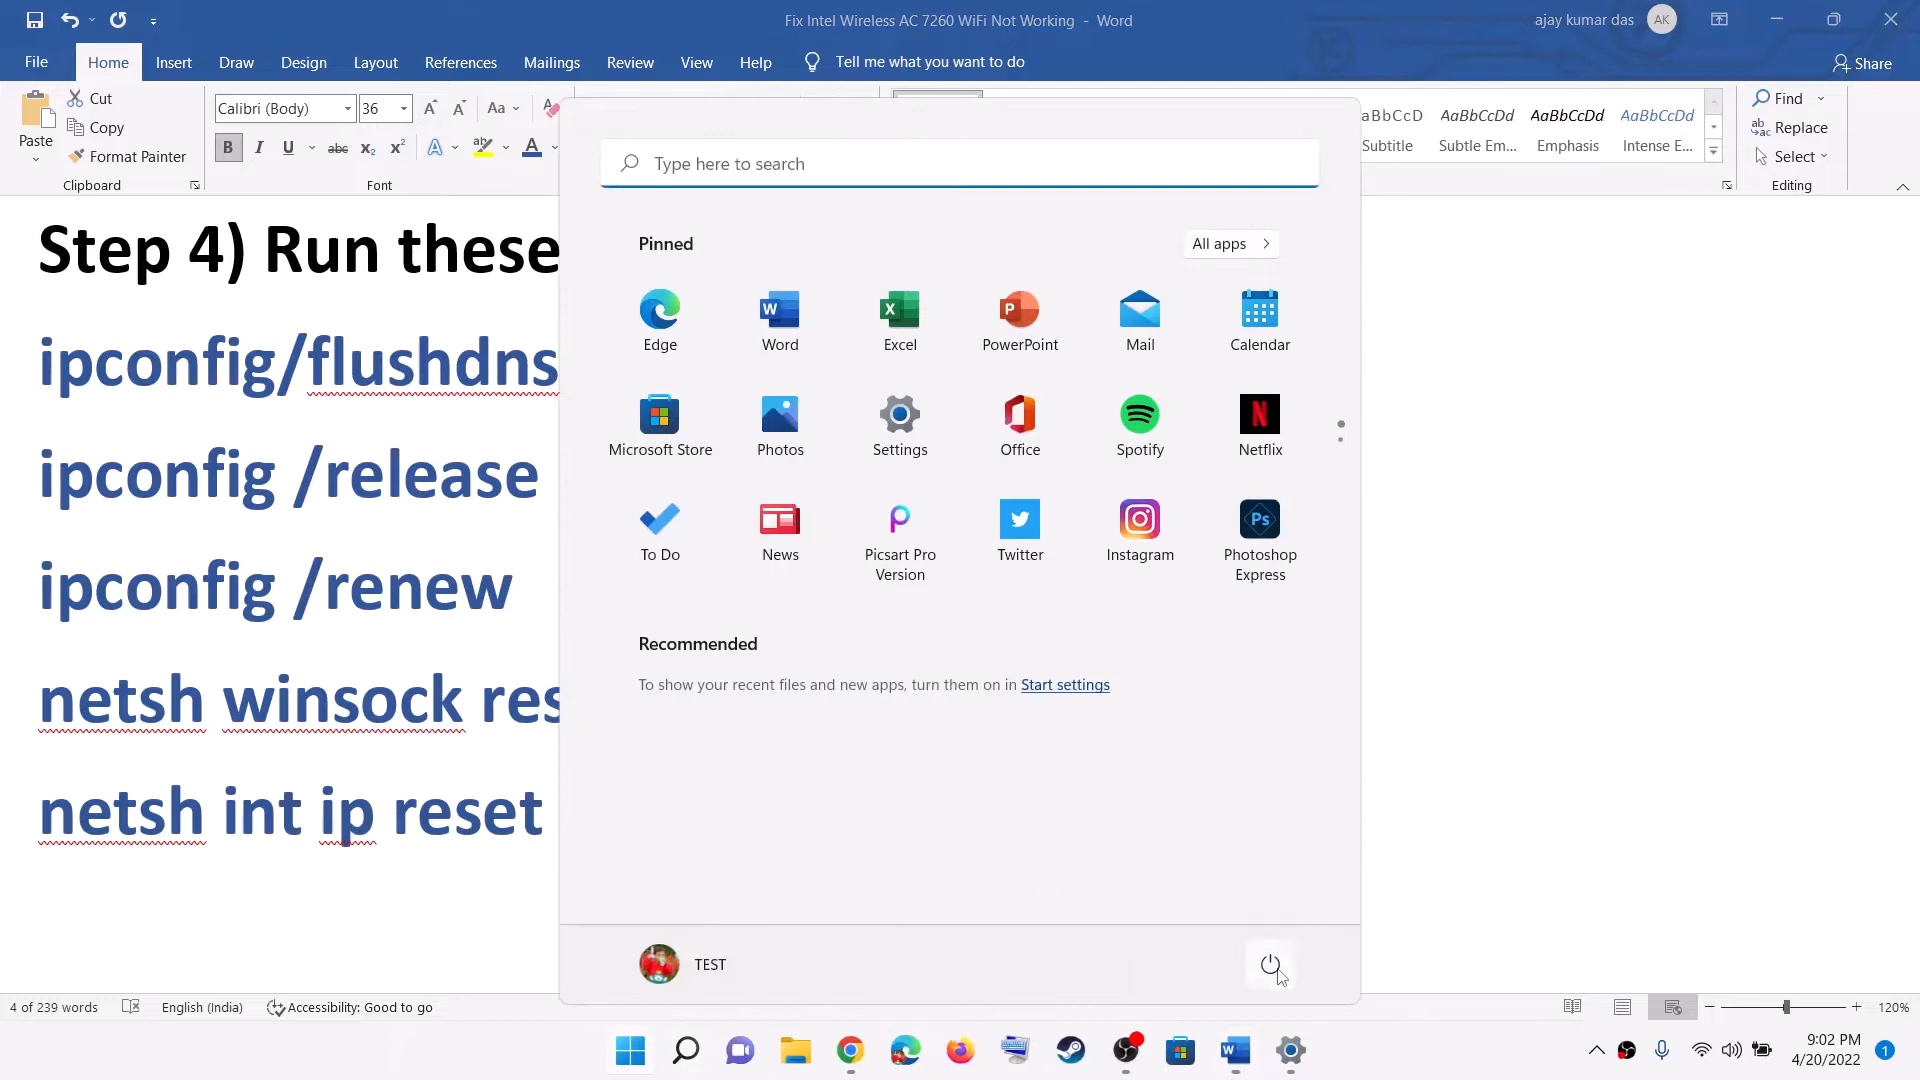 Fix Intel Wireless AC 7260 WiFi Not Working - Word
ajay kumar das
AK
File
Home
Insert
Draw
Design
Layout
References
Mailings
Review
View
Help
Tell me what you want to do
Share
Paste
Cut
Copy
Format Painter
Clipboard
Calibri (Body)
36
Aa
B
I
U
abc
Font
aBbCcD
Subtitle
AaBbCcDd
Subtle Em...
AaBbCcDd
Emphasis
AaBbCcDd
Intense E...
Find
Replace
Select
Editing
Step 4) Run these
ipconfig/flushdns
ipconfig /release
ipconfig /renew
netsh winsock res
netsh int ip reset
Type here to search
Pinned
All apps
Edge
Word
Excel
PowerPoint
Mail
Calendar
Microsoft Store
Photos
Settings
Office
Spotify
Netflix
To Do
News
Picsart Pro
Version
Twitter
Instagram
Photoshop
Express
Recommended
To show your recent files and new apps, turn them on in Start settings
TEST
4 of 239 words
English (India)
Accessibility: Good to go
120%
9:02 PM
4/20/2022
1